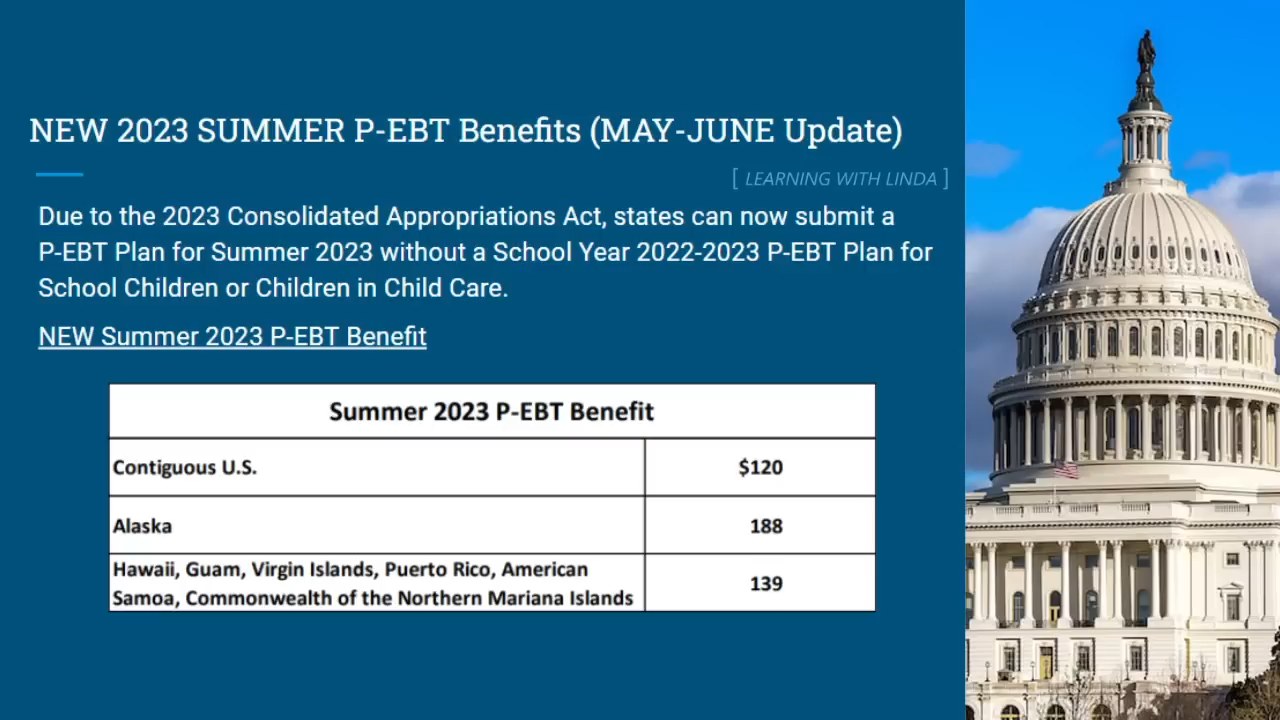 NEW 2023 SUMMER P-EBT Benefits (MAY-JUNE Update)
[ LEARNING WITH LINDA ]
Due to the 2023 Consolidated Appropriations Act, states can now submit a
P-EBT Plan for Summer 2023 without a School Year 2022-2023 P-EBT Plan for
School Children or Children in Child Care.
NEW Summer 2023 P-EBT Benefit
Summer 2023 P-EBT Benefit
Contiguous U.S. $120
Alaska 188
Hawaii, Guam, Virgin Islands, Puerto Rico, American
Samoa, Commonwealth of the Northern Mariana Islands 139